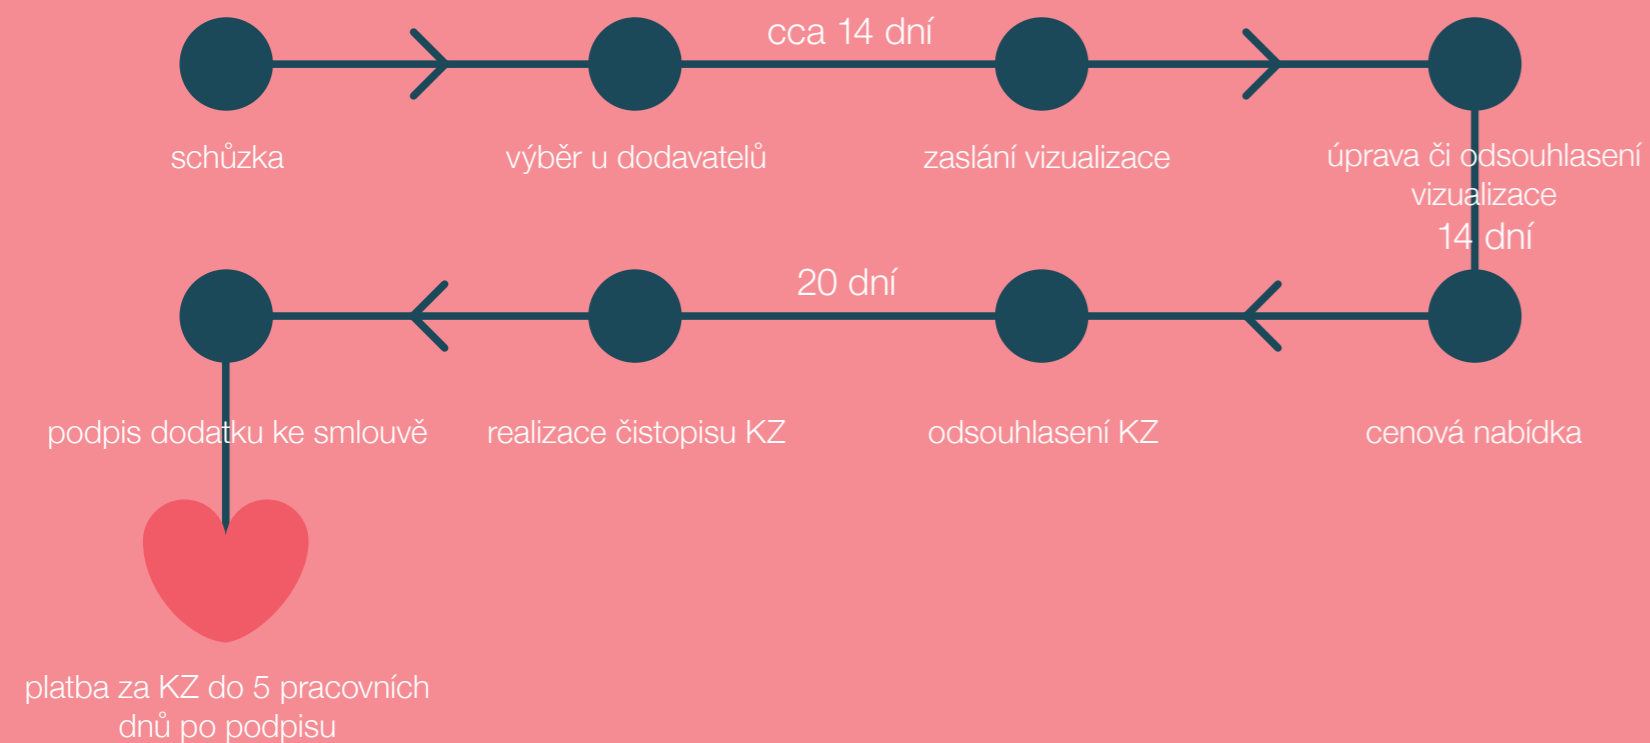 cca 14 dní
schůzka
výběr u dodavatelů
zaslání vizualizace
úprava či odsouhlasení
vizualizace
14 dní
20 dní
podpis dodatku ke smlouvě
realizace čistopisu KZ
odsouhlasení KZ
cenová nabídka
platba za KZ do 5 pracovních
dnů po podpisu